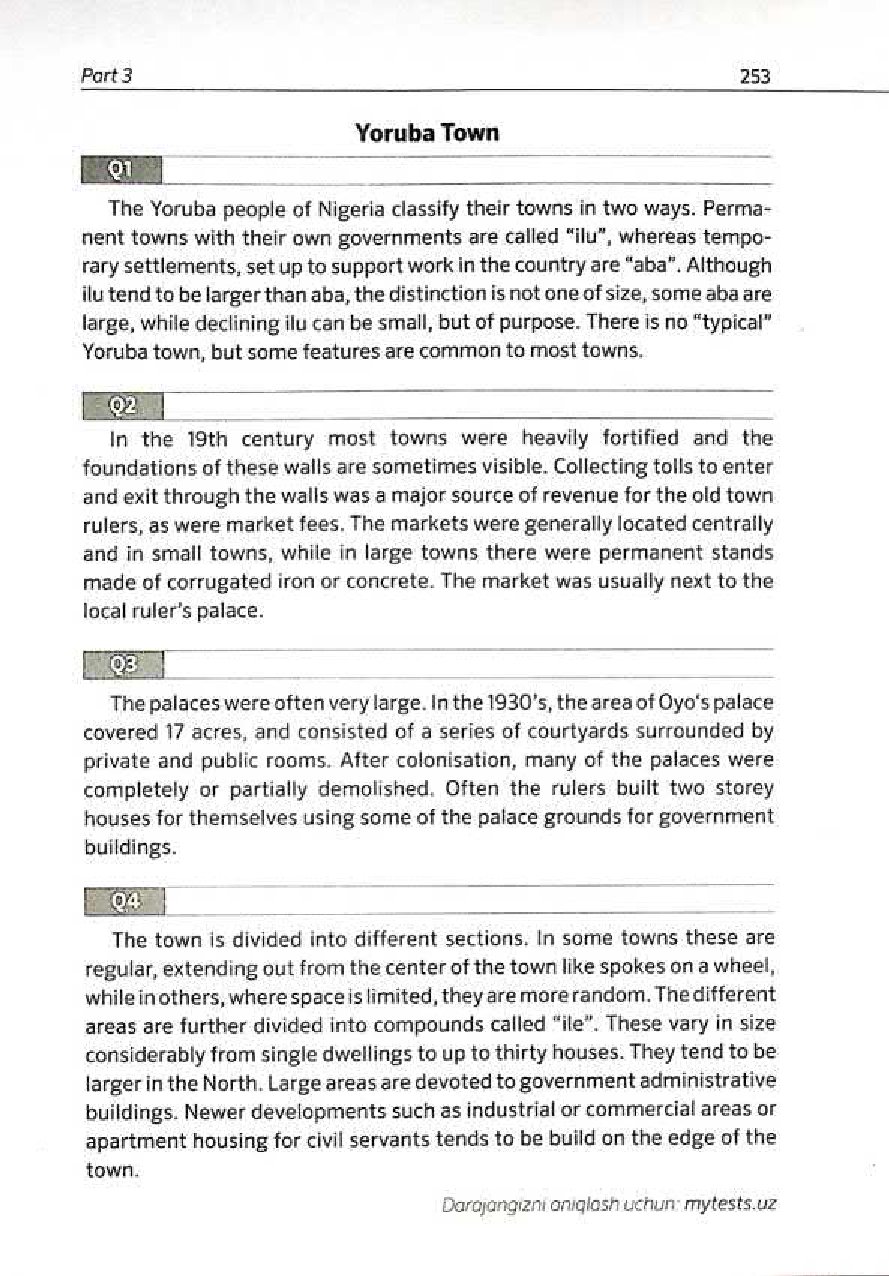 Part 3 253
Yoruba Town
Q1
The Yoruba people of Nigeria classify their towns in two ways. Perma-
nent towns with their own governments are called "ilu", whereas tempo-
rary settlements, set up to support work in the country are "aba". Although
ilu tend to be larger than aba, the distinction is not one of size, some aba are
large, while declining ilu can be small, but of purpose. There is no "typical"
Yoruba town, but some features are common to most towns.
Q2
In the 19th century most towns were heavily fortified and the
foundations of these walls are sometimes visible. Collecting tolls to enter
and exit through the walls was a major source of revenue for the old town
rulers, as were market fees. The markets were generally located centrally
and in small towns, while in large towns there were permanent stands
made of corrugated iron or concrete. The market was usually next to the
local ruler's palace.
Q3
The palaces were often very large. In the 1930's, the area of Oyo's palace
covered 17 acres, and consisted of a series of courtyards surrounded by
private and public rooms. After colonisation, many of the palaces were
completely or partially demolished. Often the rulers built two storey
houses for themselves using some of the palace grounds for government
buildings.
Q4
The town is divided into different sections. In some towns these are
regular, extending out from the center of the town like spokes on a wheel,
while in others, where space is limited, they are more random. The different
areas are further divided into compounds called "ile". These vary in size
considerably from single dwellings to up to thirty houses. They tend to be
larger in the North. Large areas are devoted to government administrative
buildings. Newer developments such as industrial or commercial areas or
apartment housing for civil servants tends to be build on the edge of the
town.
Darajangizni aniqlash uchun: mytests.uz